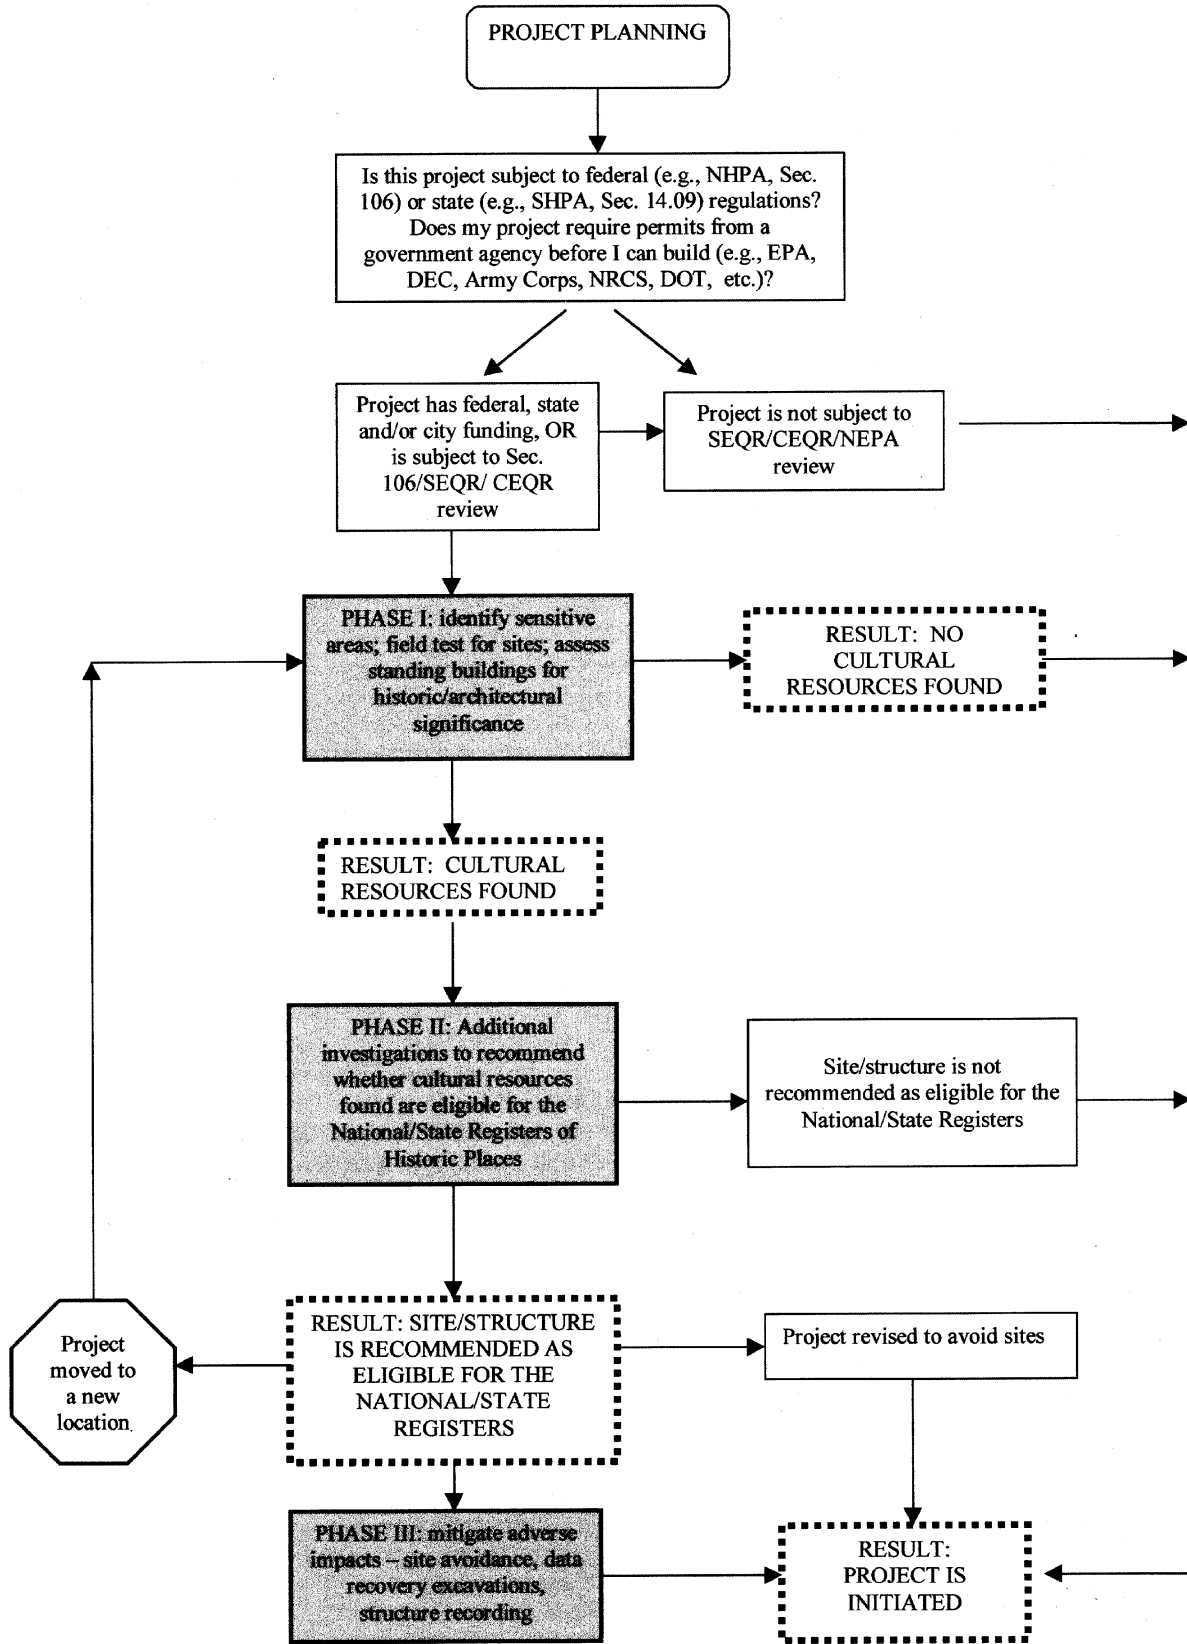 PROJECT PLANNING
Is this project subject to federal (e.g., NHPA, Sec.
106) or state (e.g., SHPA, Sec. 14.09) regulations?
Does my project require permits from a
government agency before I can build (e.g., EPA,
DEC, Army Corps, NRCS, DOT, etc.)?
Project has federal, state
and/or city funding, OR
is subject to Sec.
106/SEQR/ CEQR
review
Project is not subject to
SEQR/CEQR/NEPA
review
PHASE I: identify sensitive
areas; field test for sites; assess
standing buildings for
historic/architectural
significance
RESULT: NO
CULTURAL
RESOURCES FOUND
RESULT: CULTURAL
RESOURCES FOUND
PHASE II: Additional
investigations to recommend
whether cultural resources
found are eligible for the
National/State Registers of
Historic Places
Site/structure is not
recommended as eligible for the
National/State Registers
Project
moved to
a new
location.
RESULT: SITE/STRUCTURE
IS RECOMMENDED AS
ELIGIBLE FOR THE
NATIONAL/STATE
REGISTERS
Project revised to avoid sites
PHASE III: mitigate adverse
impacts – site avoidance, data
recovery excavations,
structure recording
RESULT:
PROJECT IS
INITIATED